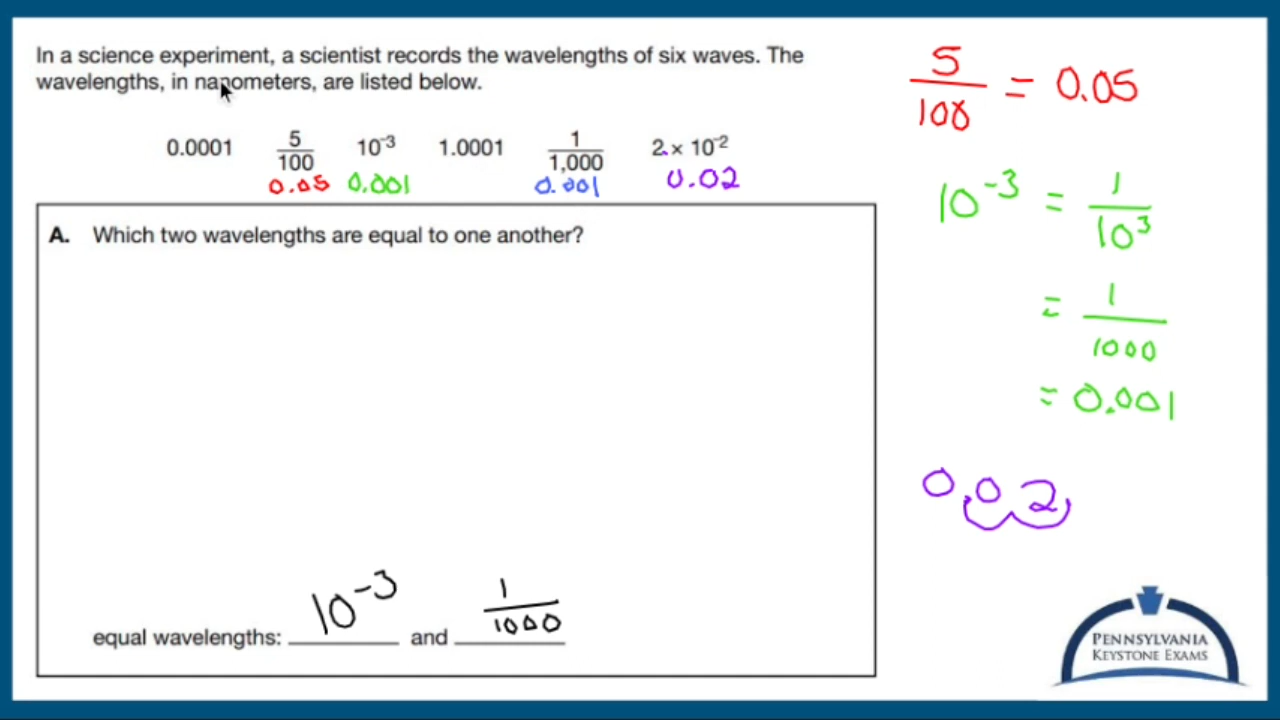 In a science experiment, a scientist records the wavelengths of six waves. The
wavelengths, in nanometers, are listed below.
0.0001 5/100 10⁻³ 1.0001 1/1,000 2 × 10⁻²
0.05 0.001 0.001 0.02
A. Which two wavelengths are equal to one another?
equal wavelengths: 10⁻³ and 1/1000
5/100 = 0.05
10⁻³ = 1/10³
= 1/1000
= 0.001
0.02
PENNSYLVANIA
KEYSTONE EXAMS